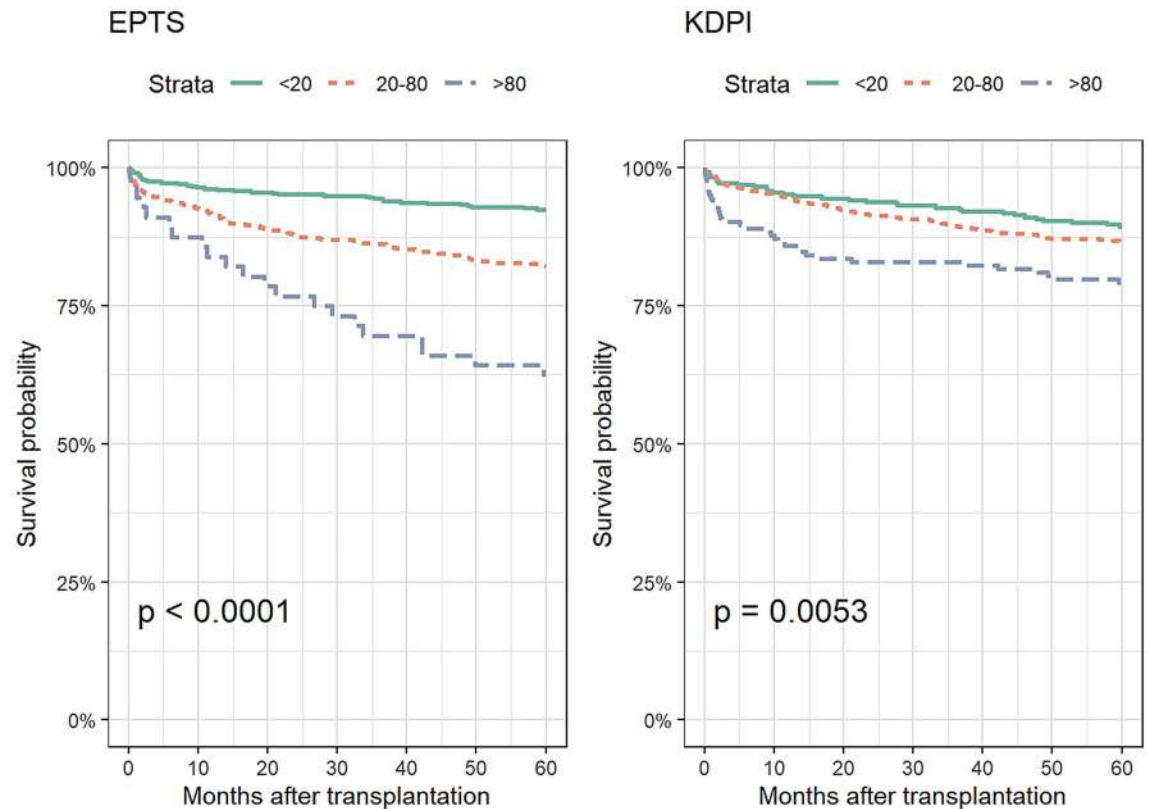 EPTS
Strata <20 20-80 >80
Survival probability
100%
75%
50%
25%
0%
p < 0.0001
0 10 20 30 40 50 60
Months after transplantation
KDPI
Strata <20 20-80 >80
Survival probability
100%
75%
50%
25%
0%
p = 0.0053
0 10 20 30 40 50 60
Months after transplantation